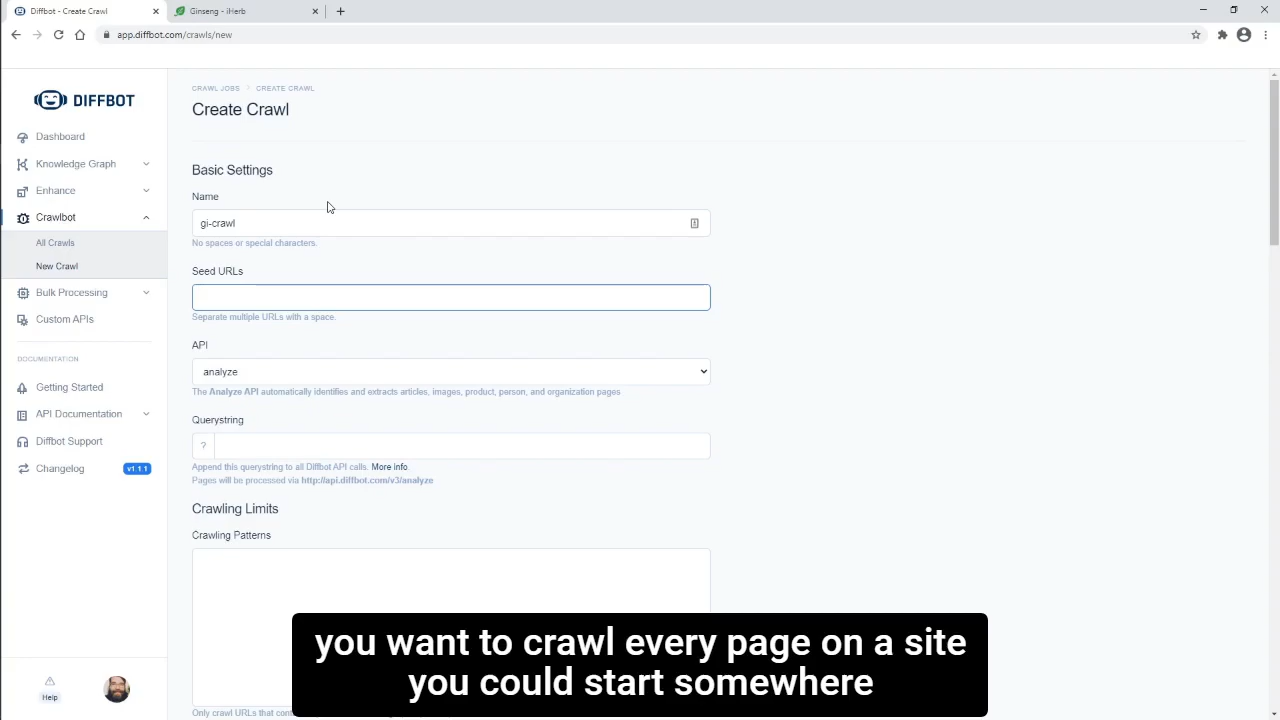 Diffbot - Create Crawl
Ginseng - iHerb
app.diffbot.com/crawls/new
DIFFBOT
Dashboard
Knowledge Graph
Enhance
Crawlbot
All Crawls
New Crawl
Bulk Processing
Custom APIs
DOCUMENTATION
Getting Started
API Documentation
Diffbot Support
Changelog v1.1.1
Help
CRAWL JOBS CREATE CRAWL
Create Crawl
Basic Settings
Name
gi-crawl
No spaces or special characters.
Seed URLs
Separate multiple URLs with a space.
API
analyze
The Analyze API automatically identifies and extracts articles, images, product, person, and organization pages
Querystring
?
Append this querystring to all Diffbot API calls. More info.
Pages will be processed via http://api.diffbot.com/v3/analyze
Crawling Limits
Crawling Patterns
Only crawl URLs that
you want to crawl every page on a site
you could start somewhere